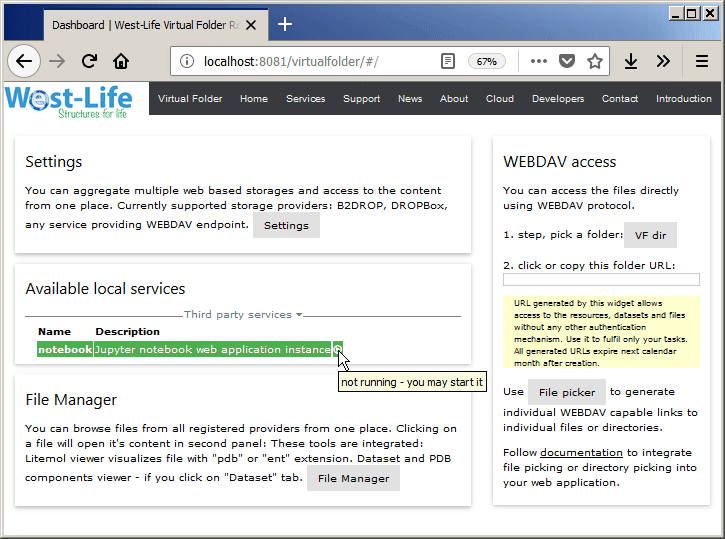 Dashboard | West-Life Virtual Folder Ro
localhost:8081/virtualfolder/#/
67%
West-Life
Structures for life
Virtual Folder Home Services Support News About Cloud Developers Contact Introduction
Settings
You can aggregate multiple web based storages and access to the content
from one place. Currently supported storage providers: B2DROP, DROPBox,
any service providing WEBDAV endpoint. Settings
Available local services
Third party services
Name Description
notebook Jupyter notebook web application instance
not running - you may start it
File Manager
You can browse files from all registered providers from one place. Clicking on
a file will open it's content in second panel: These tools are integrated:
Litemol viewer visualizes file with "pdb" or "ent" extension. Dataset and PDB
components viewer - if you click on "Dataset" tab. File Manager
WEBDAV access
You can access the files directly
using WEBDAV protocol.
1. step, pick a folder: VF dir
2. click or copy this folder URL:
URL generated by this widget allows
access to the resources, datasets and files
without any other authentication
mechanism. Use it to fulfil only your tasks.
All generated URLs expire next calendar
month after creation.
Use File picker to generate
individual WEBDAV capable links to
individual files or directories.
Follow documentation to integrate
file picking or directory picking into
your web application.